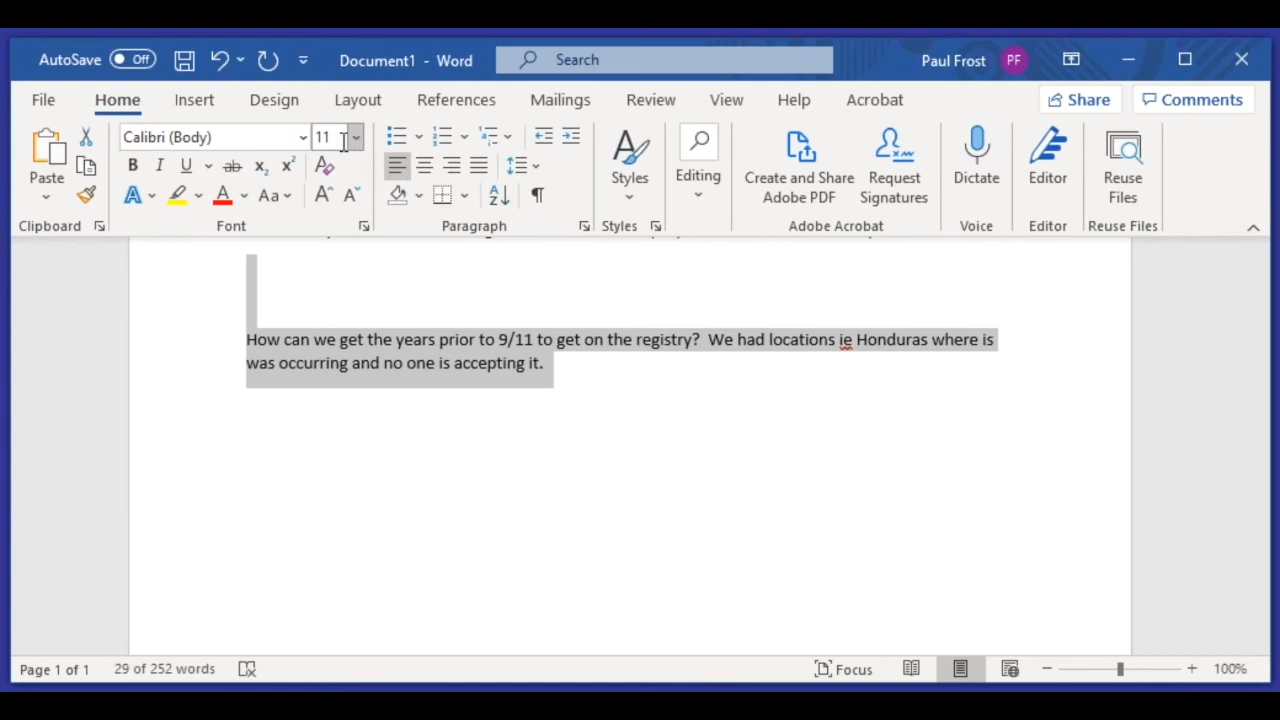 AutoSave Off Document1 - Word Search Paul Frost PF
File Home Insert Design Layout References Mailings Review View Help Acrobat Share Comments
Calibri (Body) 11
Paste Styles Editing Create and Share Adobe PDF Request Signatures Dictate Editor Reuse Files
Clipboard Font Paragraph Styles Adobe Acrobat Voice Editor Reuse Files
How can we get the years prior to 9/11 to get on the registry?  We had locations ie Honduras where is
was occurring and no one is accepting it.
Page 1 of 1 29 of 252 words Focus 100%